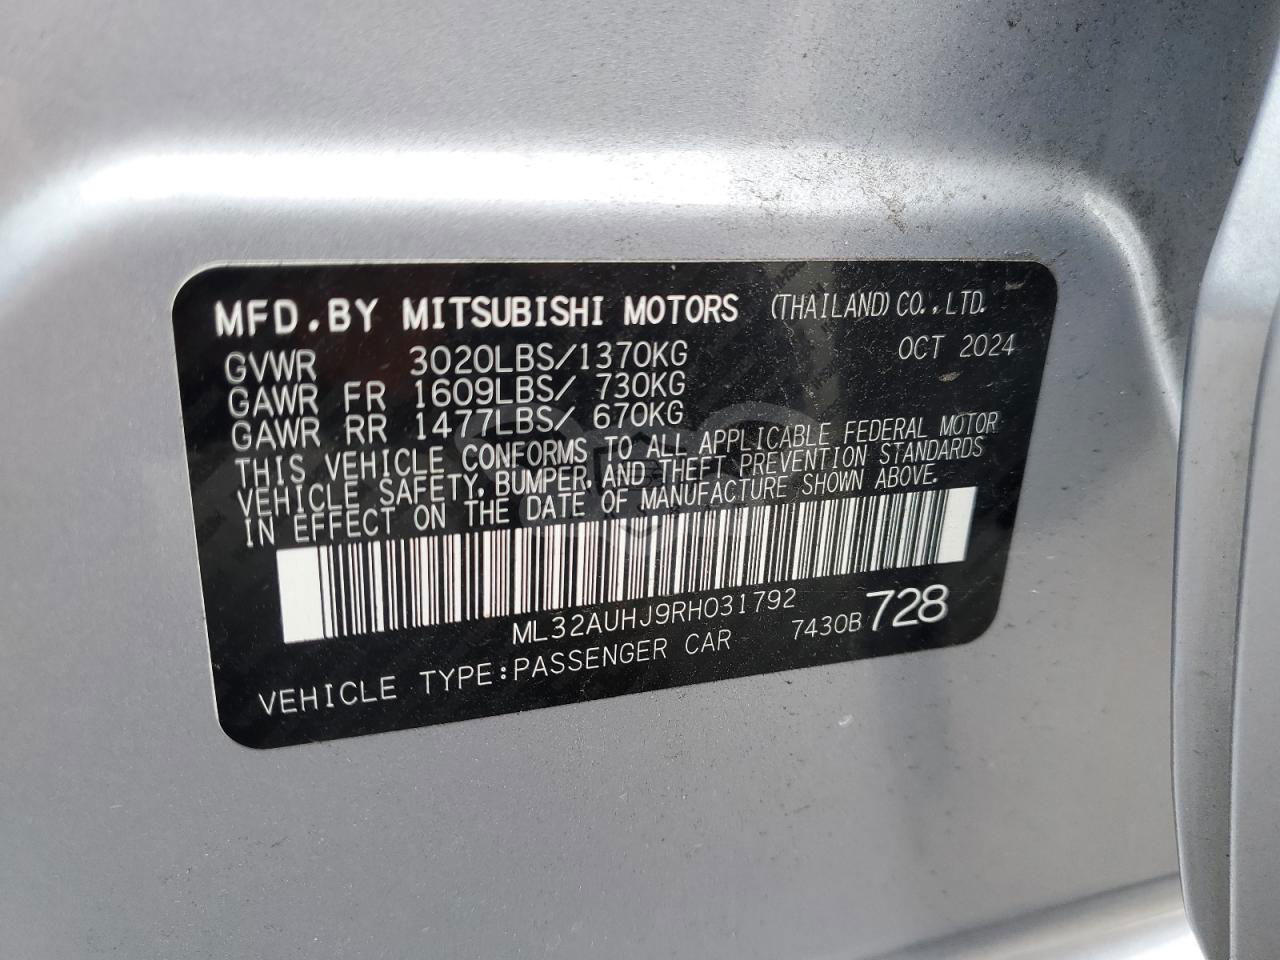 MFD.BY MITSUBISHI MOTORS (THAILAND) CO.,LTD.
GVWR 3020LBS/1370KG OCT 2024
GAWR FR 1609LBS/ 730KG
GAWR RR 1477LBS/ 670KG
THIS VEHICLE CONFORMS TO ALL APPLICABLE FEDERAL MOTOR
VEHICLE SAFETY, BUMPER, AND THEFT PREVENTION STANDARDS
IN EFFECT ON THE DATE OF MANUFACTURE SHOWN ABOVE.
ML32AUHJ9RH031792
VEHICLE TYPE:PASSENGER CAR 7430B 728